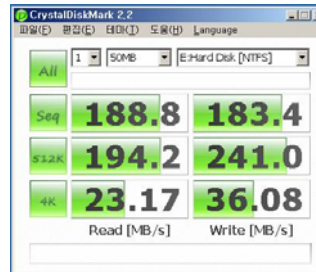 CrystalDiskMark 2.2
파일(F) 편집(E) 테마(T) 도움(H) Language
All 1 50MB E:Hard Disk [NTFS]
Seq 188.8 183.4
512K 194.2 241.0
4K 23.17 36.08
Read [MB/s] Write [MB/s]